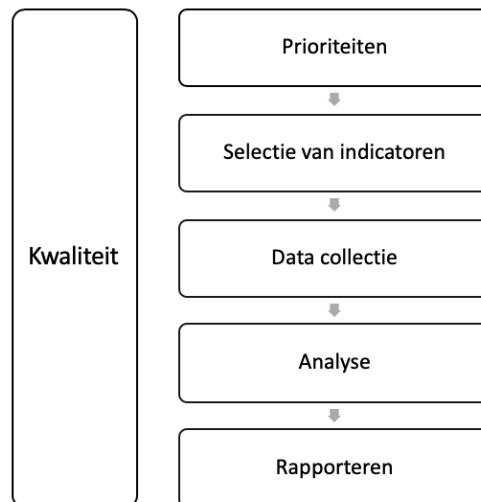 Kwaliteit
Prioriteiten
Selectie van indicatoren
Data collectie
Analyse
Rapporteren